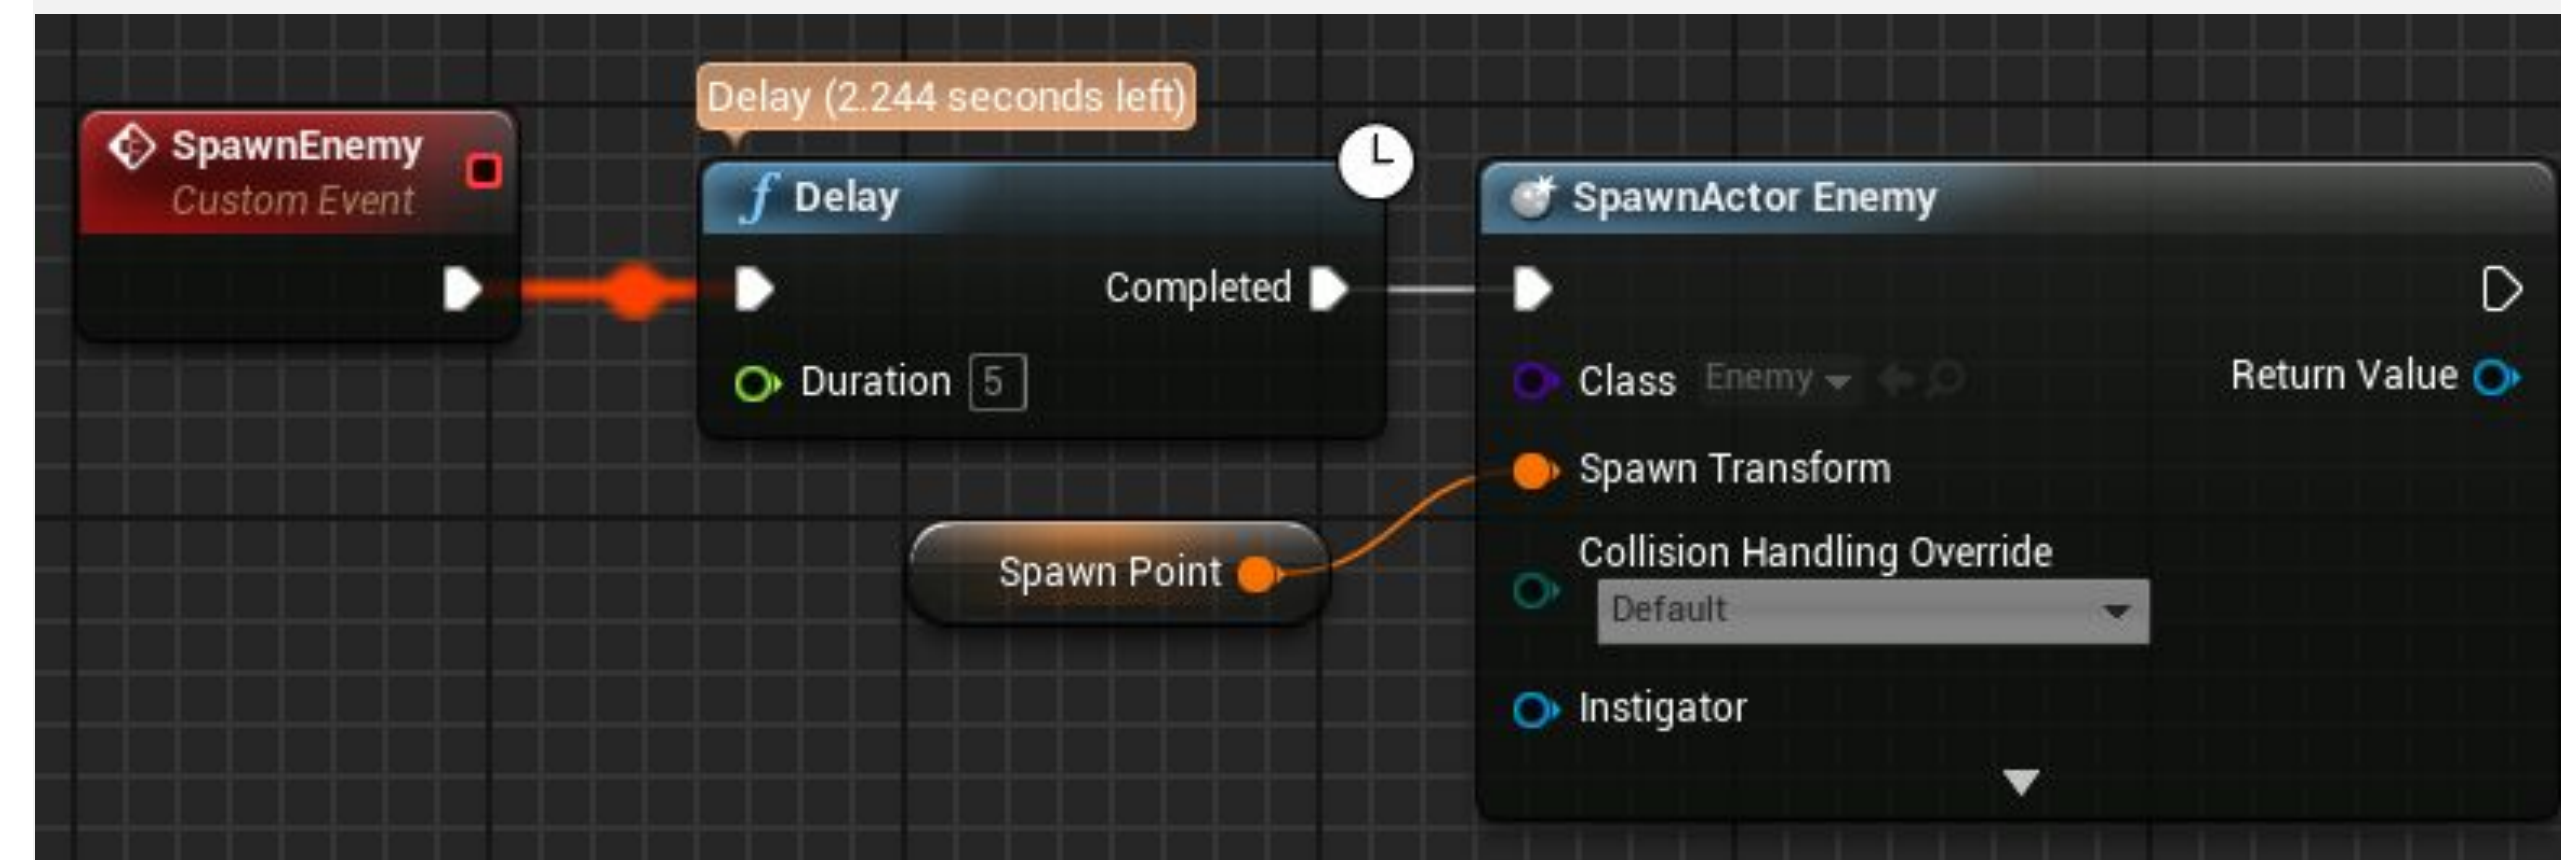 Delay (2.244 seconds left)
SpawnEnemy
Custom Event
Delay
Completed
Duration 5
Spawn Point
SpawnActor Enemy
Class Enemy
Return Value
Spawn Transform
Collision Handling Override
Default
Instigator